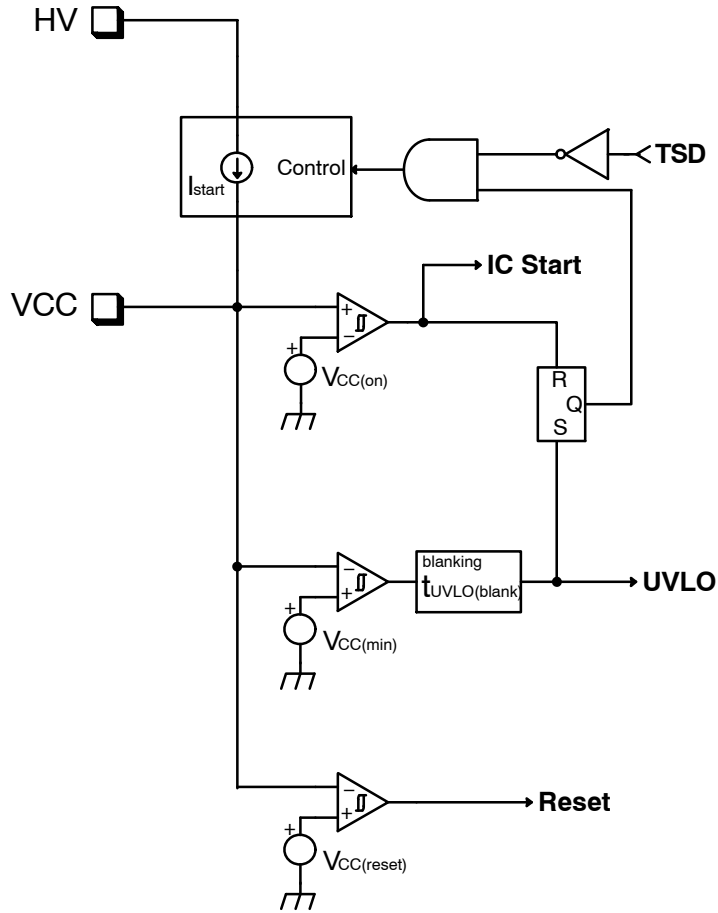 HV
Control
Istart
TSD
IC Start
VCC
+
−
+
VCC(on)
R
Q
S
blanking
tUVLO(blank)
−
+
+
VCC(min)
UVLO
−
+
+
VCC(reset)
Reset